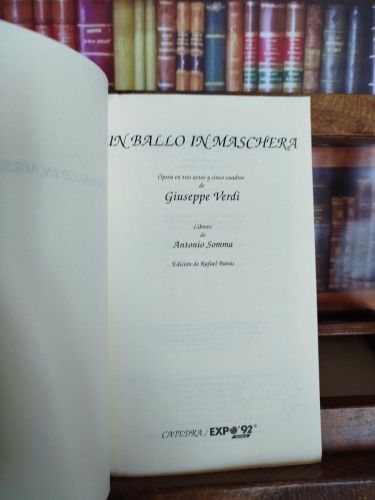 UN BALLO IN MASCHERA
Ópera en tres actos y cinco cuadros
de
Giuseppe Verdi
Libreto
de
Antonio Somma
Edición de Rafael Banús
CATEDRA / EXPO'92®